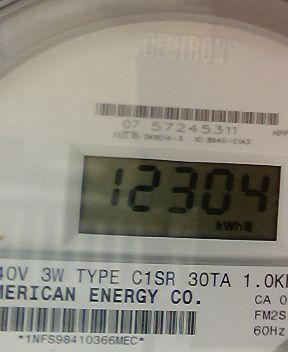 CENTRON®
07 57245311
12304
kWh
40V 3W TYPE C1SR 30TA 1.0K
MERICAN ENERGY CO.
CA 0
FM2S
60Hz
*1NFS98410366MEC*